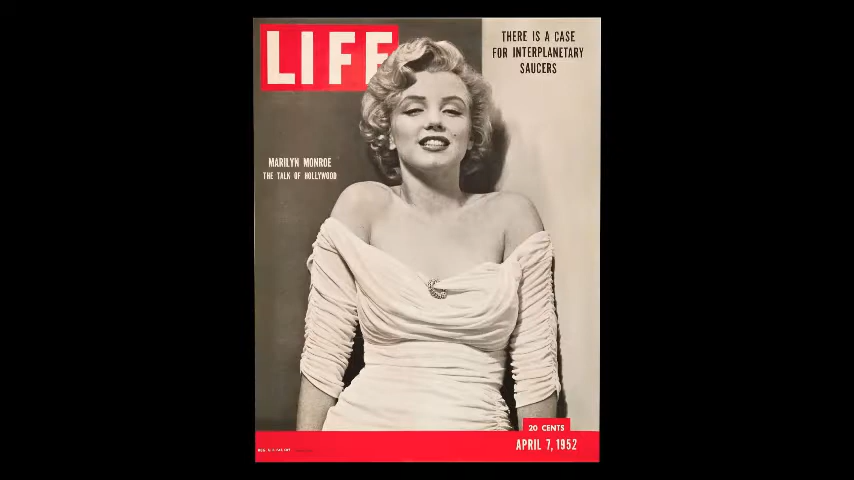 LIFE
THERE IS A CASE
FOR INTERPLANETARY
SAUCERS
MARILYN MONROE
THE TALK OF HOLLYWOOD
20 CENTS
APRIL 7, 1952